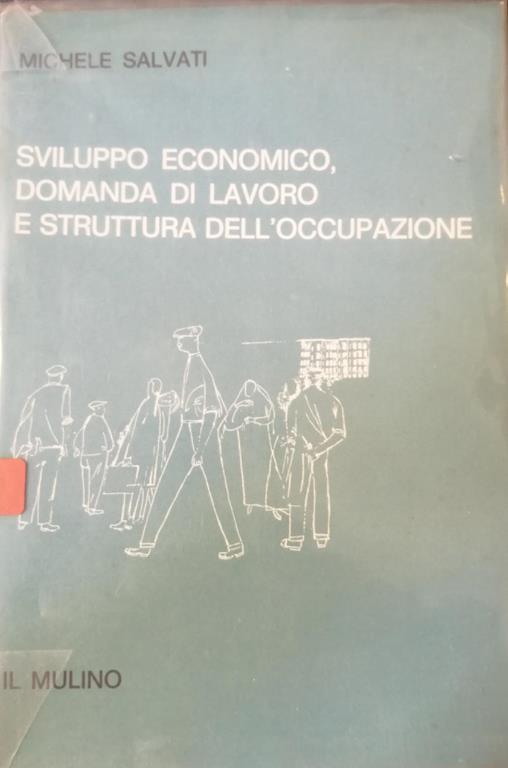 MICHELE SALVATI
SVILUPPO ECONOMICO,
DOMANDA DI LAVORO
E STRUTTURA DELL'OCCUPAZIONE
IL MULINO